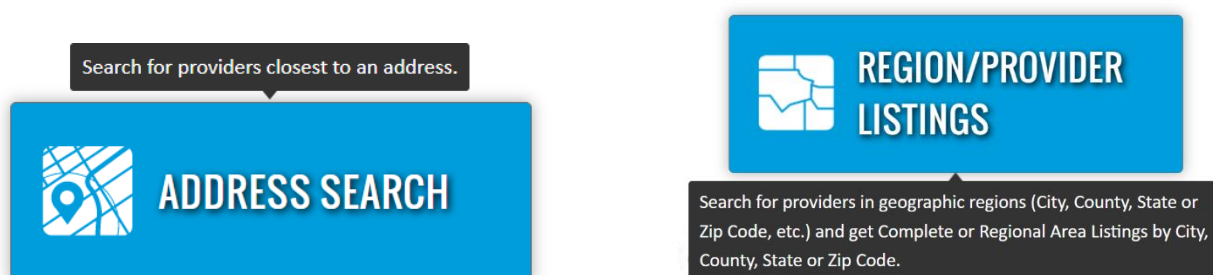 Search for providers closest to an address.
ADDRESS SEARCH
REGION/PROVIDER
LISTINGS
Search for providers in geographic regions (City, County, State or
Zip Code, etc.) and get Complete or Regional Area Listings by City,
County, State or Zip Code.